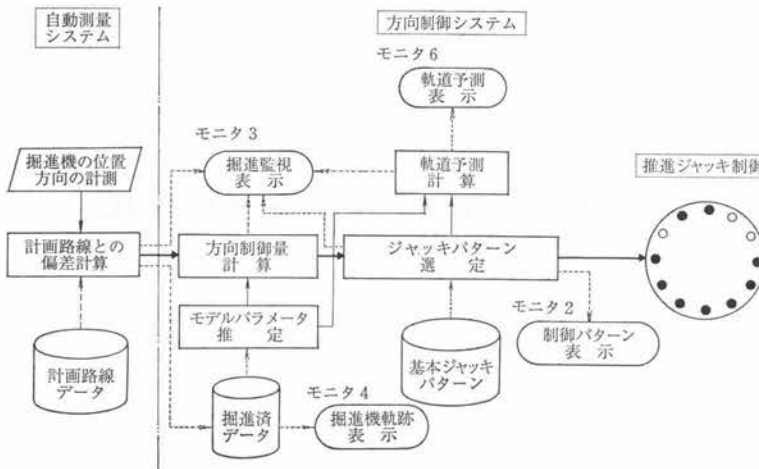 自動測量
システム
方向制御システム
モニタ6
軌道予測
表示
モニタ3
掘進機の位置
方向の計測
掘進監視
表示
軌道予測
計算
推進ジャッキ制御
計画路線との
偏差計算
方向制御量
計算
ジャッキパターン
選定
モデルパラメータ
推定
モニタ2
制御パターン
表示
計画路線
データ
基本ジャッキ
パターン
モニタ4
掘進済
データ
掘進機軌跡
表示